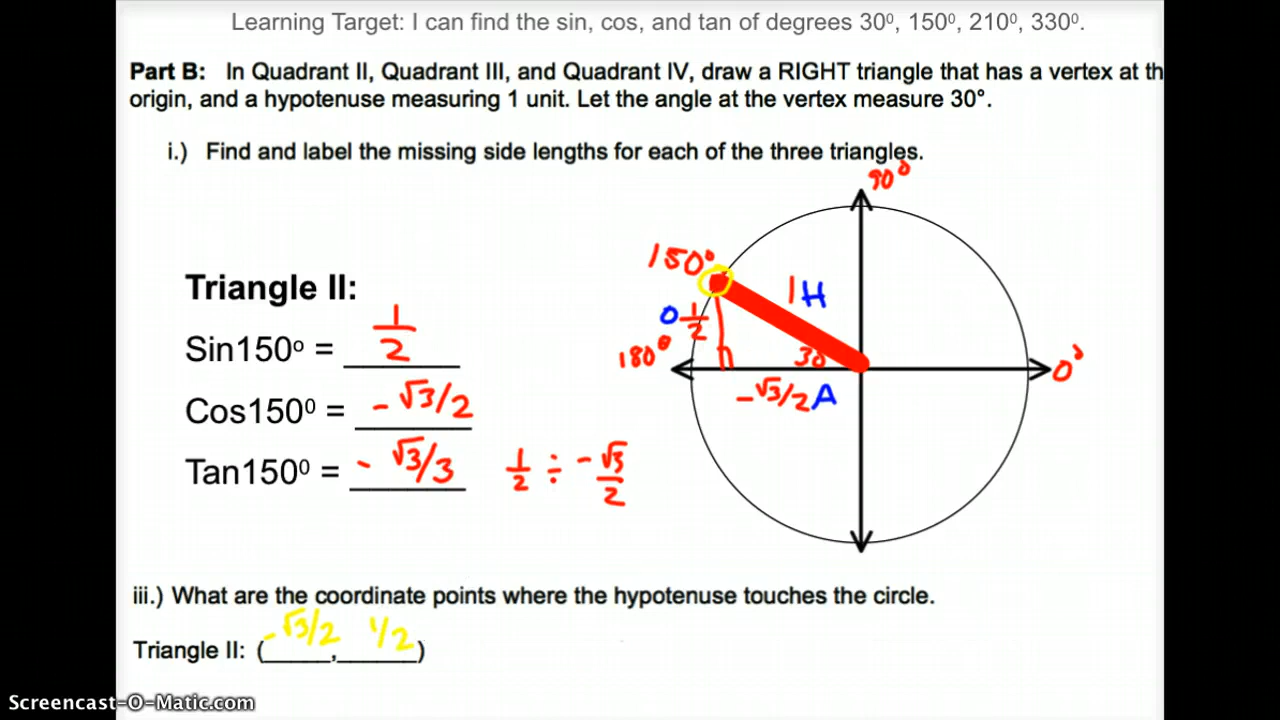 Learning Target: I can find the sin, cos, and tan of degrees 30⁰, 150⁰, 210⁰, 330⁰.
Part B: In Quadrant II, Quadrant III, and Quadrant IV, draw a RIGHT triangle that has a vertex at th
origin, and a hypotenuse measuring 1 unit. Let the angle at the vertex measure 30°.
i.) Find and label the missing side lengths for each of the three triangles.
90°
150°
1 H
O 1/2
180°
30
0°
-√3/2 A
Triangle II:
Sin150⁰ = 1/2
Cos150⁰ = -√3/2
Tan150⁰ = -√3/3 1/2 ÷ -√3/2
iii.) What are the coordinate points where the hypotenuse touches the circle.
Triangle II: (-√3/2, 1/2)
Screencast-O-Matic.com